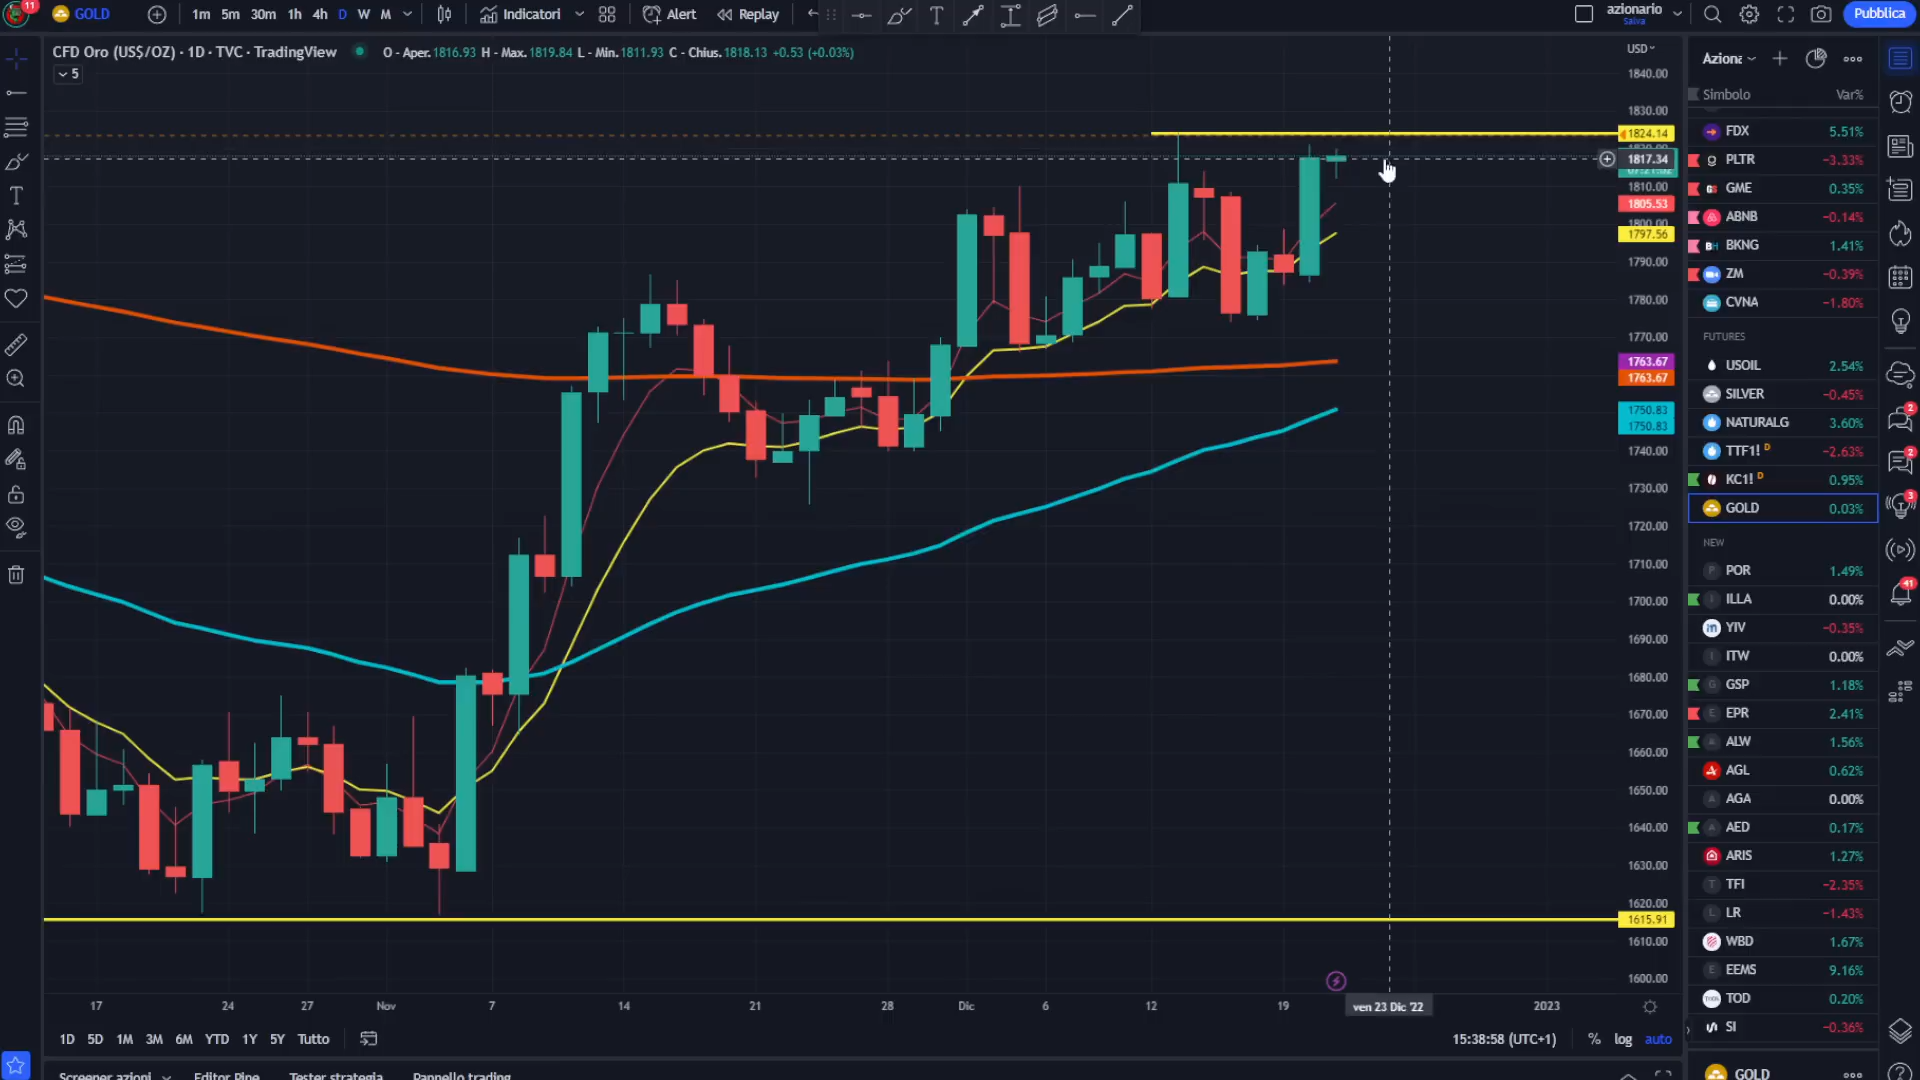 11
GOLD
1m 5m 30m 1h 4h D W M
Indicatori
Alert
Replay
azionario
Salva
Pubblica
CFD Oro (US$/OZ) · 1D · TVC · TradingView
O - Aper. 1816.93 H - Max. 1819.84 L - Min. 1811.93 C - Chius. 1818.13 +0.53 (+0.03%)
5
USD
1840.00
1830.00
1824.14
1817.34
1810.00
1805.53
1800.00
1797.56
1790.00
1780.00
1770.00
1763.67
1763.67
1750.83
1750.83
1740.00
1730.00
1720.00
1710.00
1700.00
1690.00
1680.00
1670.00
1660.00
1650.00
1640.00
1630.00
1620.00
1615.91
1610.00
1600.00
17 24 27 Nov 7 14 21 28 Dic 6 12 19 ven 23 Dic '22 2023
1D 5D 1M 3M 6M YTD 1Y 5Y Tutto
15:38:58 (UTC+1) % log auto
Screener azioni Editor Pine Tester strategia Pannello trading
Simbolo Var%
FDX 5.51%
PLTR −3.33%
GME 0.35%
ABNB −0.14%
BKNG 1.41%
ZM −0.39%
CVNA −1.80%
FUTURES
USOIL 2.54%
SILVER −0.45%
NATURALG 3.60%
TTF1! D −2.63%
KC1! D 0.95%
GOLD 0.03%
NEW
POR 1.49%
ILLA 0.00%
YIV −0.35%
ITW 0.00%
GSP 1.18%
EPR 2.41%
ALW 1.56%
AGL 0.62%
AGA 0.00%
AED 0.17%
ARIS 1.27%
TFI −2.35%
LR −1.43%
WBD 1.67%
EEMS 9.16%
TOD 0.20%
SI −0.36%
GOLD
2
2
3
41